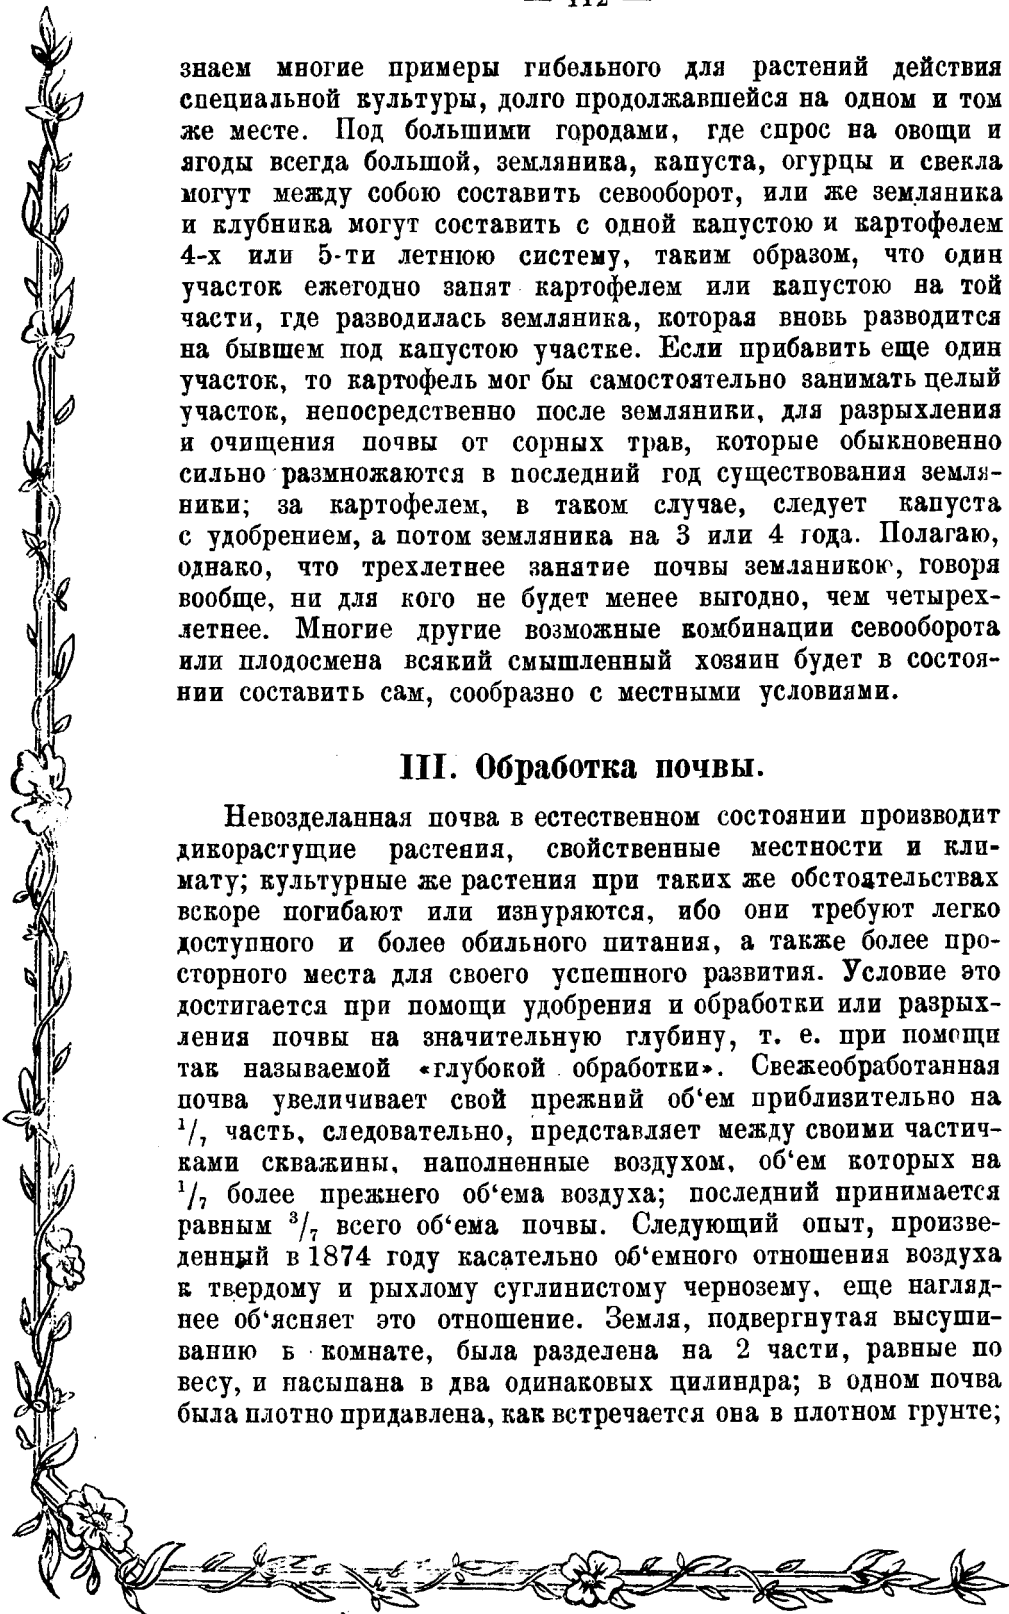 — 112 —
знаем многие примеры гибельного для растений действия
специальной культуры, долго продолжавшейся на одном и том
же месте. Под большими городами, где спрос на овощи и
ягоды всегда большой, земляника, капуста, огурцы и свекла
могут между собою составить севооборот, или же земляника
и клубника могут составить с одной капустою и картофелем
4-х или 5-ти летнюю систему, таким образом, что один
участок ежегодно занят картофелем или капустою на той
части, где разводилась земляника, которая вновь разводится
на бывшем под капустою участке. Если прибавить еще один
участок, то картофель мог бы самостоятельно занимать целый
участок, непосредственно после земляники, для разрыхления
и очищения почвы от сорных трав, которые обыкновенно
сильно размножаются в последний год существования земля-
ники; за картофелем, в таком случае, следует капуста
с удобрением, а потом земляника на 3 или 4 года. Полагаю,
однако, что трехлетнее занятие почвы земляникою, говоря
вообще, ни для кого не будет менее выгодно, чем четырех-
летнее. Многие другие возможные комбинации севооборота
или плодосмена всякий смышленный хозяин будет в состоя-
нии составить сам, сообразно с местными условиями.
III. Обработка почвы.
Невозделанная почва в естественном состоянии производит
дикорастущие растения, свойственные местности и кли-
мату; культурные же растения при таких же обстоятельствах
вскоре погибают или изнуряются, ибо они требуют легко
доступного и более обильного питания, а также более про-
сторного места для своего успешного развития. Условие это
достигается при помощи удобрения и обработки или разрых-
ления почвы на значительную глубину, т. е. при помощи
так называемой «глубокой обработки». Свежеобработанная
почва увеличивает свой прежний об‘ем приблизительно на
¹/₇ часть, следовательно, представляет между своими частич-
ками скважины, наполненные воздухом, об‘ем которых на
¹/₇ более прежнего об‘ема воздуха; последний принимается
равным ³/₇ всего об‘ема почвы. Следующий опыт, произве-
денный в 1874 году касательно об‘емного отношения воздуха
к твердому и рыхлому суглинистому чернозему, еще нагляд-
нее об‘ясняет это отношение. Земля, подвергнутая высуши-
ванию в комнате, была разделена на 2 части, равные по
весу, и насыпана в два одинаковых цилиндра; в одном почва
была плотно придавлена, как встречается она в плотном грунте;